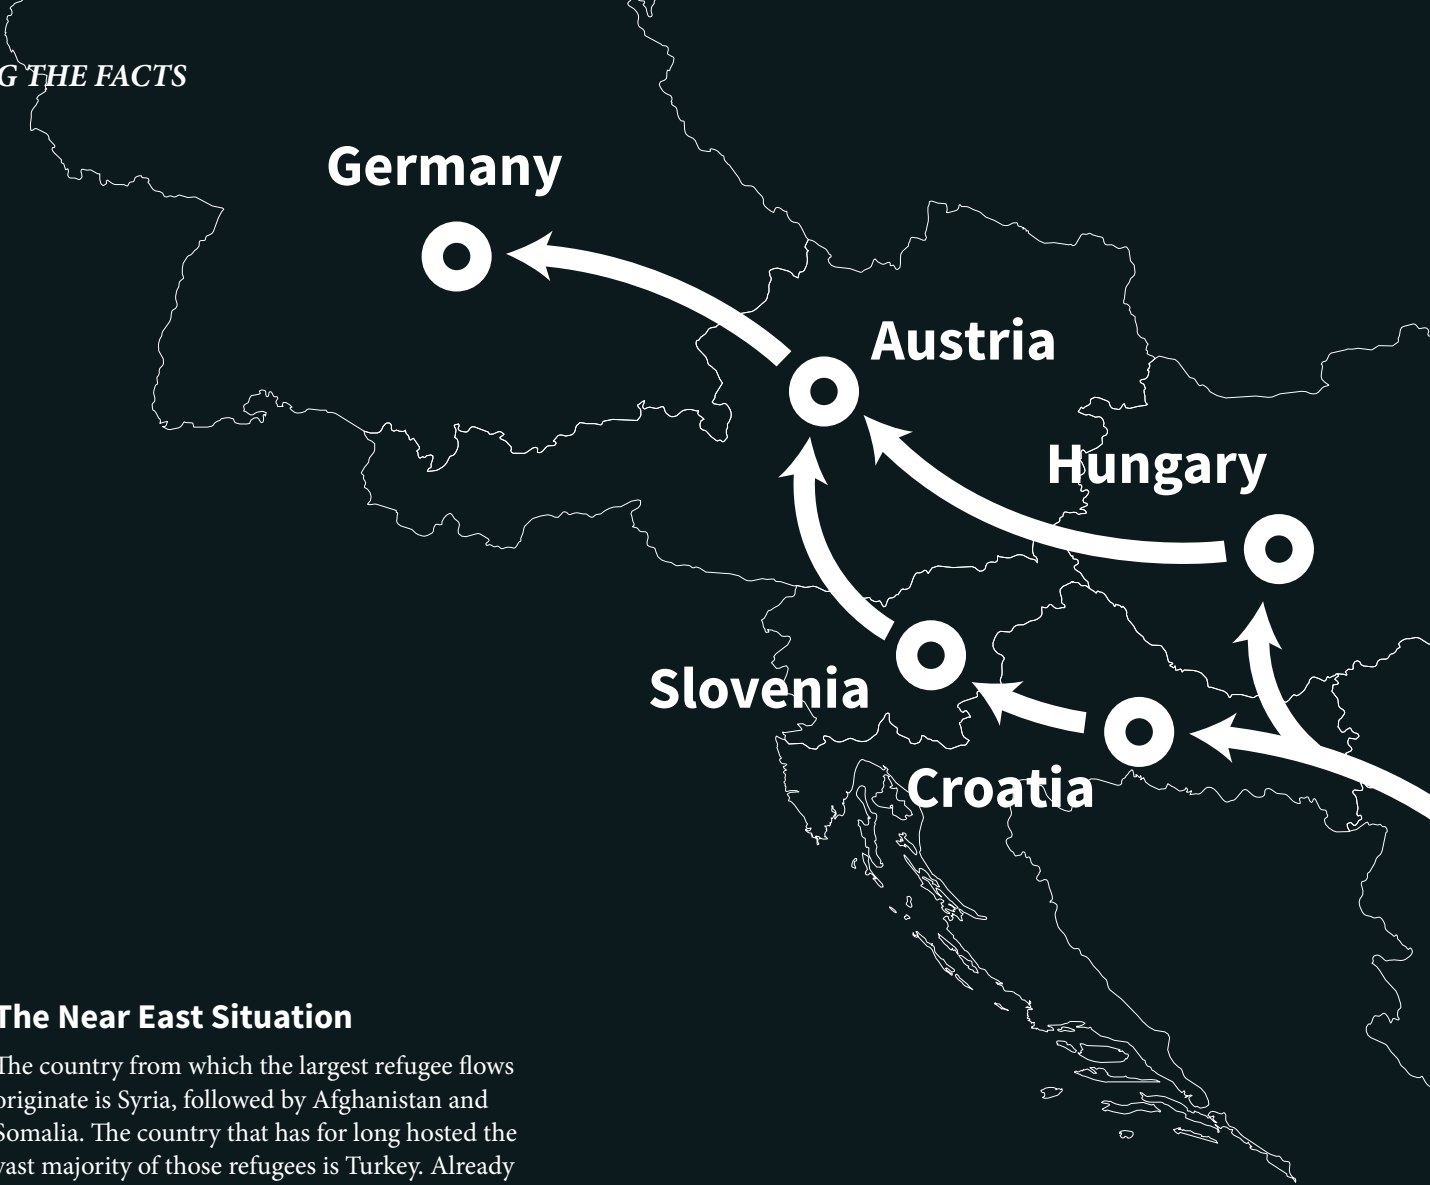 G THE FACTS
Germany
Austria
Hungary
Slovenia
Croatia
The Near East Situation
The country from which the largest refugee flows
originate is Syria, followed by Afghanistan and
Somalia. The country that has for long hosted the
vast majority of those refugees is Turkey. Already